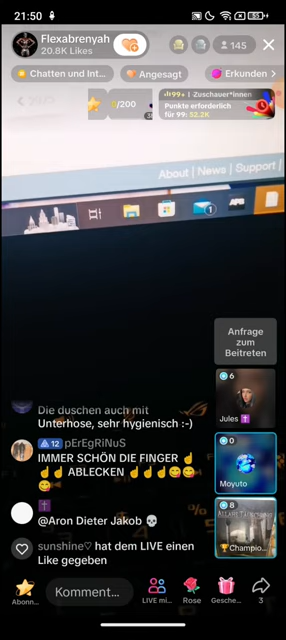 21:50
Flexabrenyah
20.8K Likes
145
Chatten und Int...
Angesagt
Erkunden >
0/200
99+ | Zuschauer*innen
Punkte erforderlich
für 99: 52.2K
About | News | Support |
Anfrage
zum
Beitreten
6
Jules
Die duschen auch mit
Unterhose, sehr hygienisch :-)
12 pErEgRiNuS
IMMER SCHÖN DIE FINGER ☝
☝☝ ABLECKEN ☝☝☝😋😋
😋
0
Moyuto
✝
@Aron Dieter Jakob 💀
8
🏆Champio...
sunshine♡ hat dem LIVE einen
Like gegeben
Abonn...
Komment...
LIVE mi...
Rose
Gesche...
3